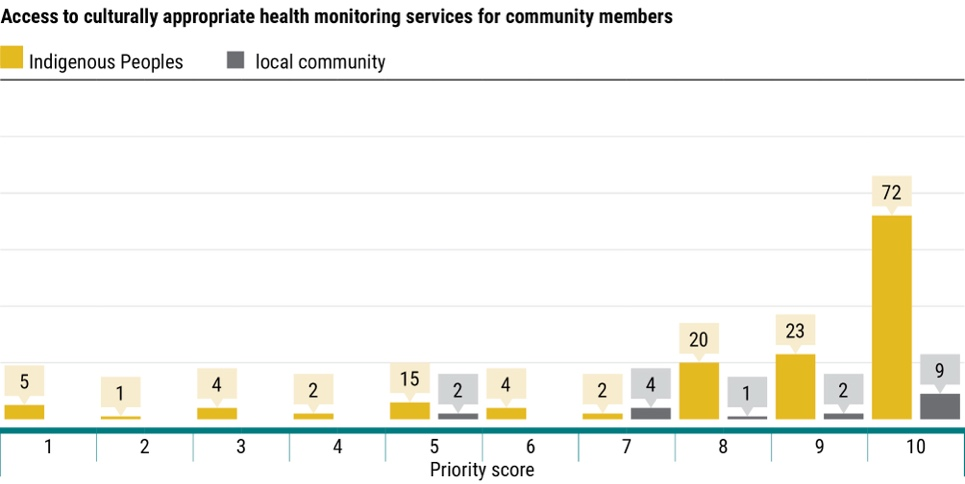 Access to culturally appropriate health monitoring services for community members
Indigenous Peoples local community
72
20 23
5 1 4 2 15 2 4 2 4 1 2 9
1 2 3 4 5 6 7 8 9 10
Priority score